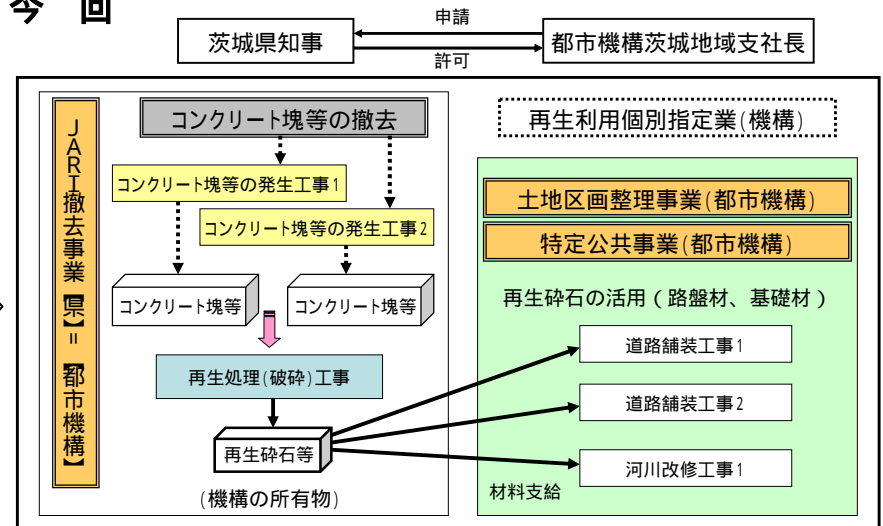 今 回
申請
茨城県知事
都市機構茨城地域支社長
許可
JARI撤去事業【県】=【都市機構】
コンクリート塊等の撤去
再生利用個別指定業(機構)
コンクリート塊等の発生工事1
コンクリート塊等の発生工事2
土地区画整理事業(都市機構)
特定公共事業(都市機構)
コンクリート塊等
コンクリート塊等
再生砕石の活用(路盤材、基礎材)
再生処理(破砕)工事
道路舗装工事1
道路舗装工事2
再生砕石等
河川改修工事1
(機構の所有物)
材料支給